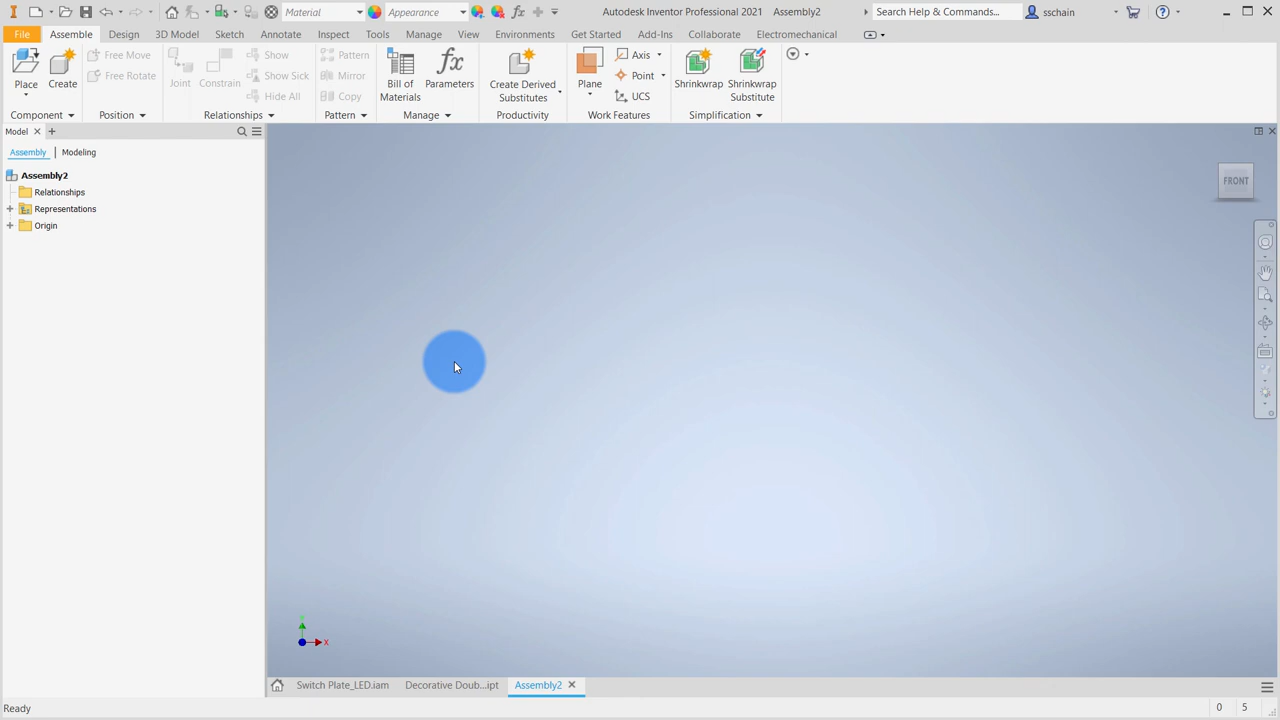 Material
Appearance
Autodesk Inventor Professional 2021 Assembly2
Search Help & Commands...
sschain
File Assemble Design 3D Model Sketch Annotate Inspect Tools Manage View Environments Get Started Add-Ins Collaborate Electromechanical
Place
Create
Component
Free Move
Free Rotate
Position
Joint
Constrain
Show
Show Sick
Hide All
Relationships
Pattern
Mirror
Copy
Pattern
Bill of
Materials
fx
Parameters
Manage
Create Derived
Substitutes
Productivity
Plane
Axis
Point
UCS
Work Features
Shrinkwrap
Shrinkwrap
Substitute
Simplification
Model
Assembly | Modeling
Assembly2
Relationships
Representations
Origin
FRONT
X
Switch Plate_LED.iam Decorative Doub...ipt Assembly2
Ready 0 5